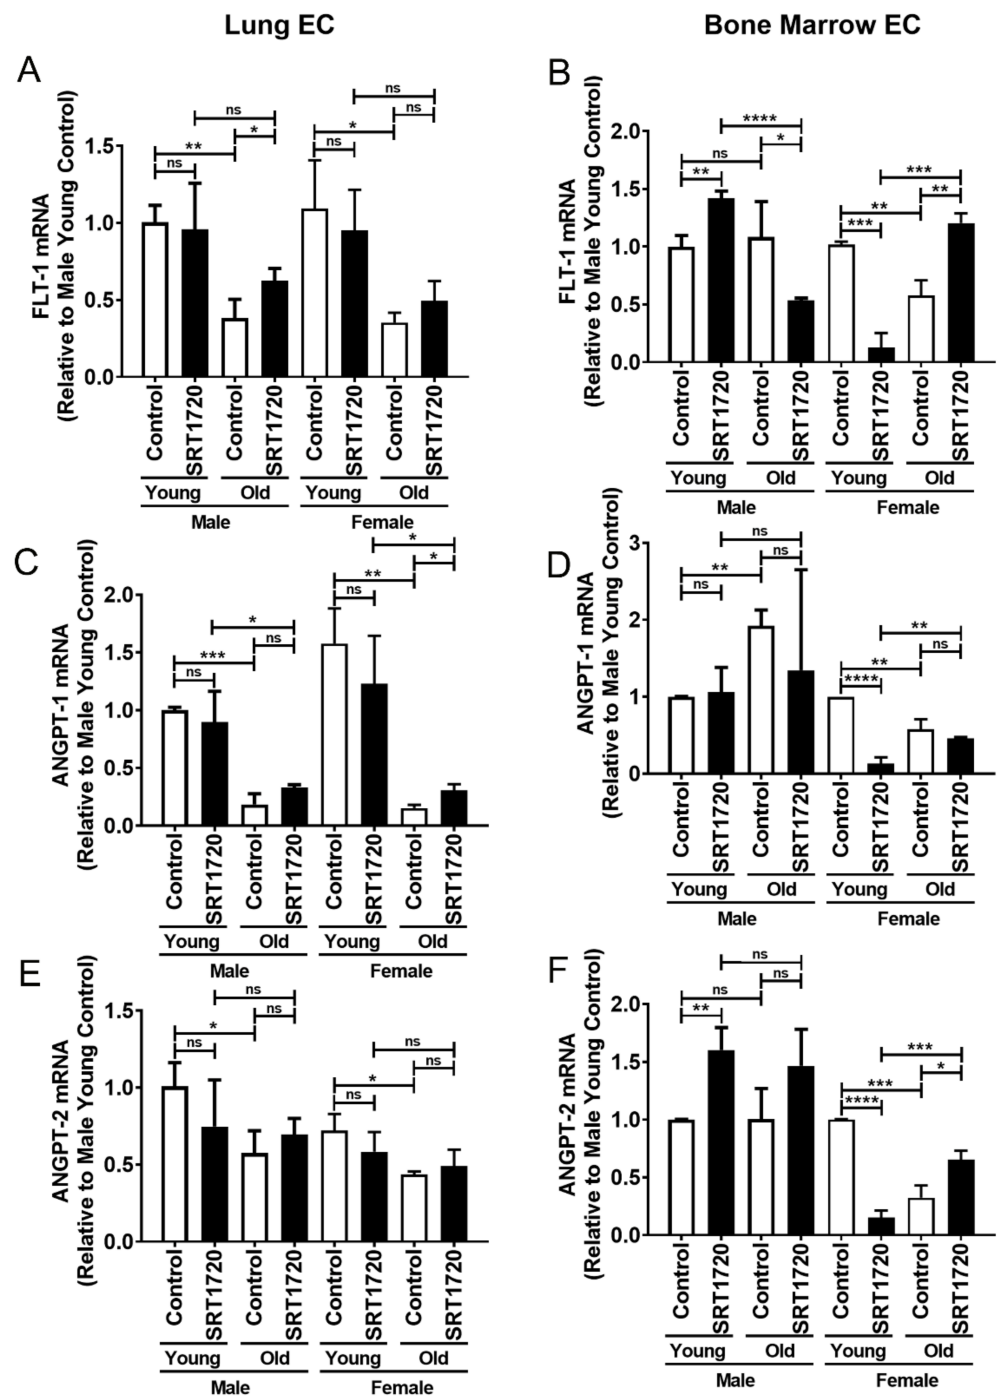 Lung EC
Bone Marrow EC
A
FLT-1 mRNA
(Relative to Male Young Control)
1.5
1.0
0.5
0.0
ns
ns
** * * ns
ns ns
Control SRT1720 Control SRT1720 Control SRT1720 Control SRT1720
Young Old Young Old
Male Female
B
FLT-1 mRNA
(Relative to Male Young Control)
2.0
1.5
1.0
0.5
0.0
****
ns *
** ***
** **
***
Control SRT1720 Control SRT1720 Control SRT1720 Control SRT1720
Young Old Young Old
Male Female
C
ANGPT-1 mRNA
(Relative to Male Young Control)
2.0
1.5
1.0
0.5
0.0
*
** *
ns
*
*** ns
ns
Control SRT1720 Control SRT1720 Control SRT1720 Control SRT1720
Young Old Young Old
Male Female
D
ANGPT-1 mRNA
(Relative to Male Young Control)
3
2
1
0
ns
** ns
ns
**
** ns
****
Control SRT1720 Control SRT1720 Control SRT1720 Control SRT1720
Young Old Young Old
Male Female
E
ANGPT-2 mRNA
(Relative to Male Young Control)
1.5
1.0
0.5
0.0
ns
* ns
ns ns
* ns
ns
Control SRT1720 Control SRT1720 Control SRT1720 Control SRT1720
Young Old Young Old
Male Female
F
ANGPT-2 mRNA
(Relative to Male Young Control)
2.0
1.5
1.0
0.5
0.0
ns
ns ns
**
***
*** *
****
Control SRT1720 Control SRT1720 Control SRT1720 Control SRT1720
Young Old Young Old
Male Female